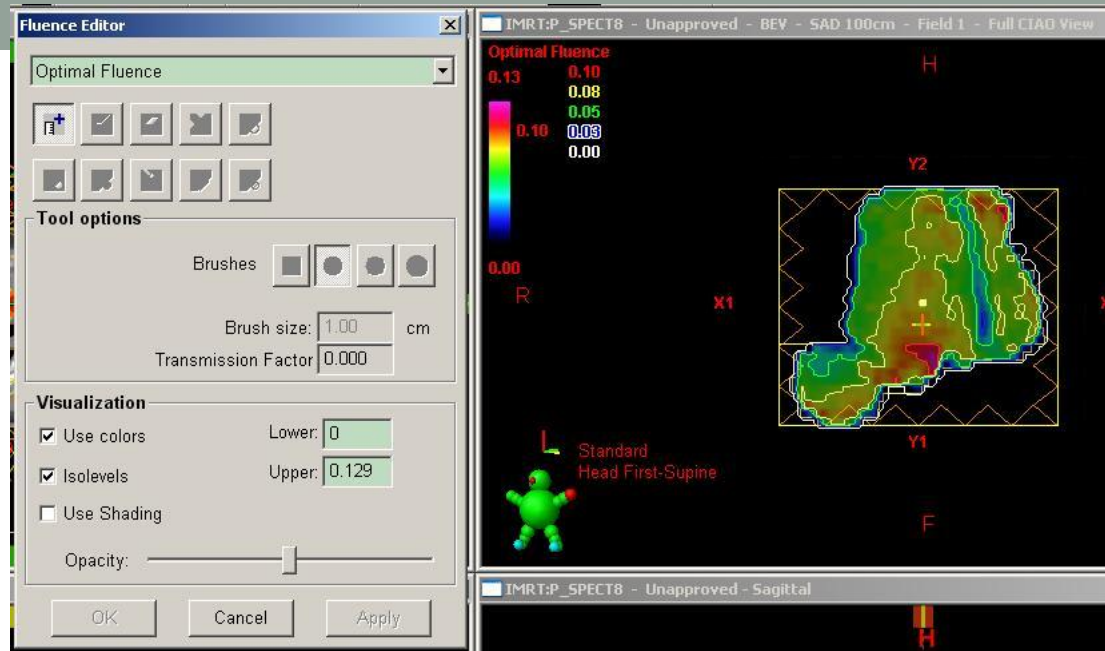 Fluence Editor
Optimal Fluence
Tool options
Brushes
Brush size: 1.00 cm
Transmission Factor 0.000
Visualization
Use colors
Lower: 0
Isolevels
Upper: 0.129
Use Shading
Opacity:
OK
Cancel
Apply
IMRT:P_SPECT8 - Unapproved - BEV - SAD 100cm - Field 1 - Full CIAO View
Optimal Fluence
0.13
0.10
0.08
0.10
0.05
0.03
0.00
0.00
H
Y2
R
X1
Y1
L
Standard
Head First-Supine
F
IMRT:P_SPECT8 - Unapproved - Sagittal
H